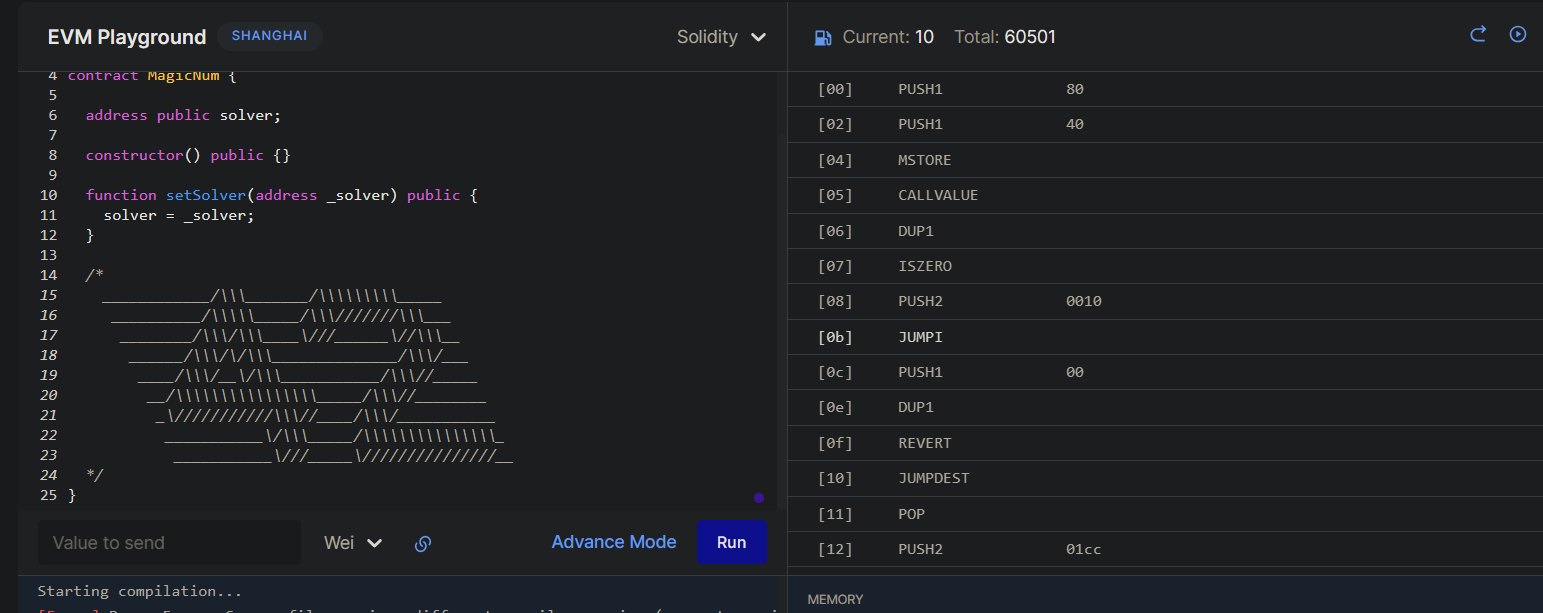 EVM Playground SHANGHAI Solidity
4 contract MagicNum {
5
6 address public solver;
7
8 constructor() public {}
9
10 function setSolver(address _solver) public {
11 solver = _solver;
12 }
13
14 /*
15 ____________/\\\_______/\\\\\\\\\_____
16 __________/\\\\\_____/\\\///////\\\___
17 ________/\\\/\\\____\///______\//\\\__
18 ______/\\\/\/\\\______________/\\\/___
19 ____/\\\/__\/\\\___________/\\\//_____
20 __/\\\\\\\\\\\\\\\\_____/\\\//________
21 _\///////////\\\//____/\\\/___________
22 ___________\/\\\_____/\\\\\\\\\\\\\\\_
23 ___________\///_____\///////////////__
24 */
25 }
Value to send Wei Advance Mode Run
Starting compilation...
Current: 10 Total: 60501
[00] PUSH1 80
[02] PUSH1 40
[04] MSTORE
[05] CALLVALUE
[06] DUP1
[07] ISZERO
[08] PUSH2 0010
[0b] JUMPI
[0c] PUSH1 00
[0e] DUP1
[0f] REVERT
[10] JUMPDEST
[11] POP
[12] PUSH2 01cc
MEMORY